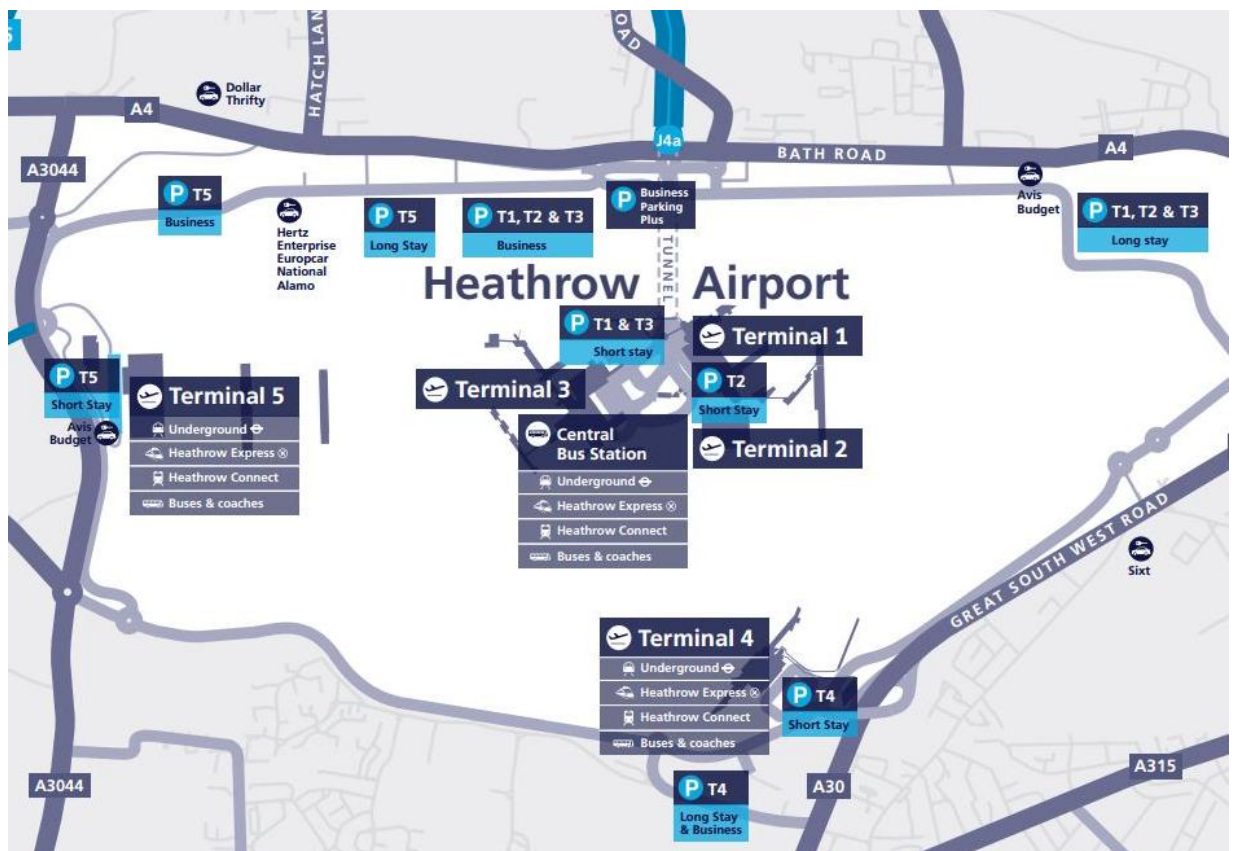 5
HATCH LAN
OAD
Dollar
Thrifty
A4
J4a
BATH ROAD
A4
A3044
P T5
Business
Hertz
Enterprise
Europcar
National
Alamo
P T5
Long Stay
P T1, T2 & T3
Business
P Business
Parking
Plus
Avis
Budget
P T1, T2 & T3
Long stay
TUNNEL
Heathrow Airport
P T1 & T3
Short stay
Terminal 1
P T5
Short Stay
Avis
Budget
Terminal 5
Underground
Heathrow Express
Heathrow Connect
Buses & coaches
Terminal 3
P T2
Short Stay
Central
Bus Station
Underground
Heathrow Express
Heathrow Connect
Buses & coaches
Terminal 2
GREAT SOUTH WEST ROAD
Sixt
Terminal 4
Underground
Heathrow Express
Heathrow Connect
Buses & coaches
P T4
Short Stay
A3044
P T4
Long Stay
& Business
A30
A315